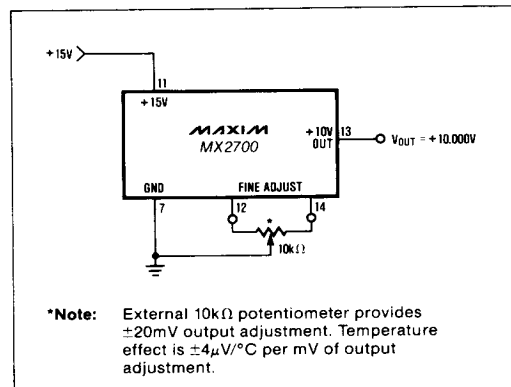 +15V
11
+15V
MAXIM
MX2700
+10V
OUT
13
VOUT = +10.000V
GND
FINE ADJUST
7
12
14
*
10kΩ
*Note: External 10kΩ potentiometer provides
±20mV output adjustment. Temperature
effect is ±4µV/°C per mV of output
adjustment.